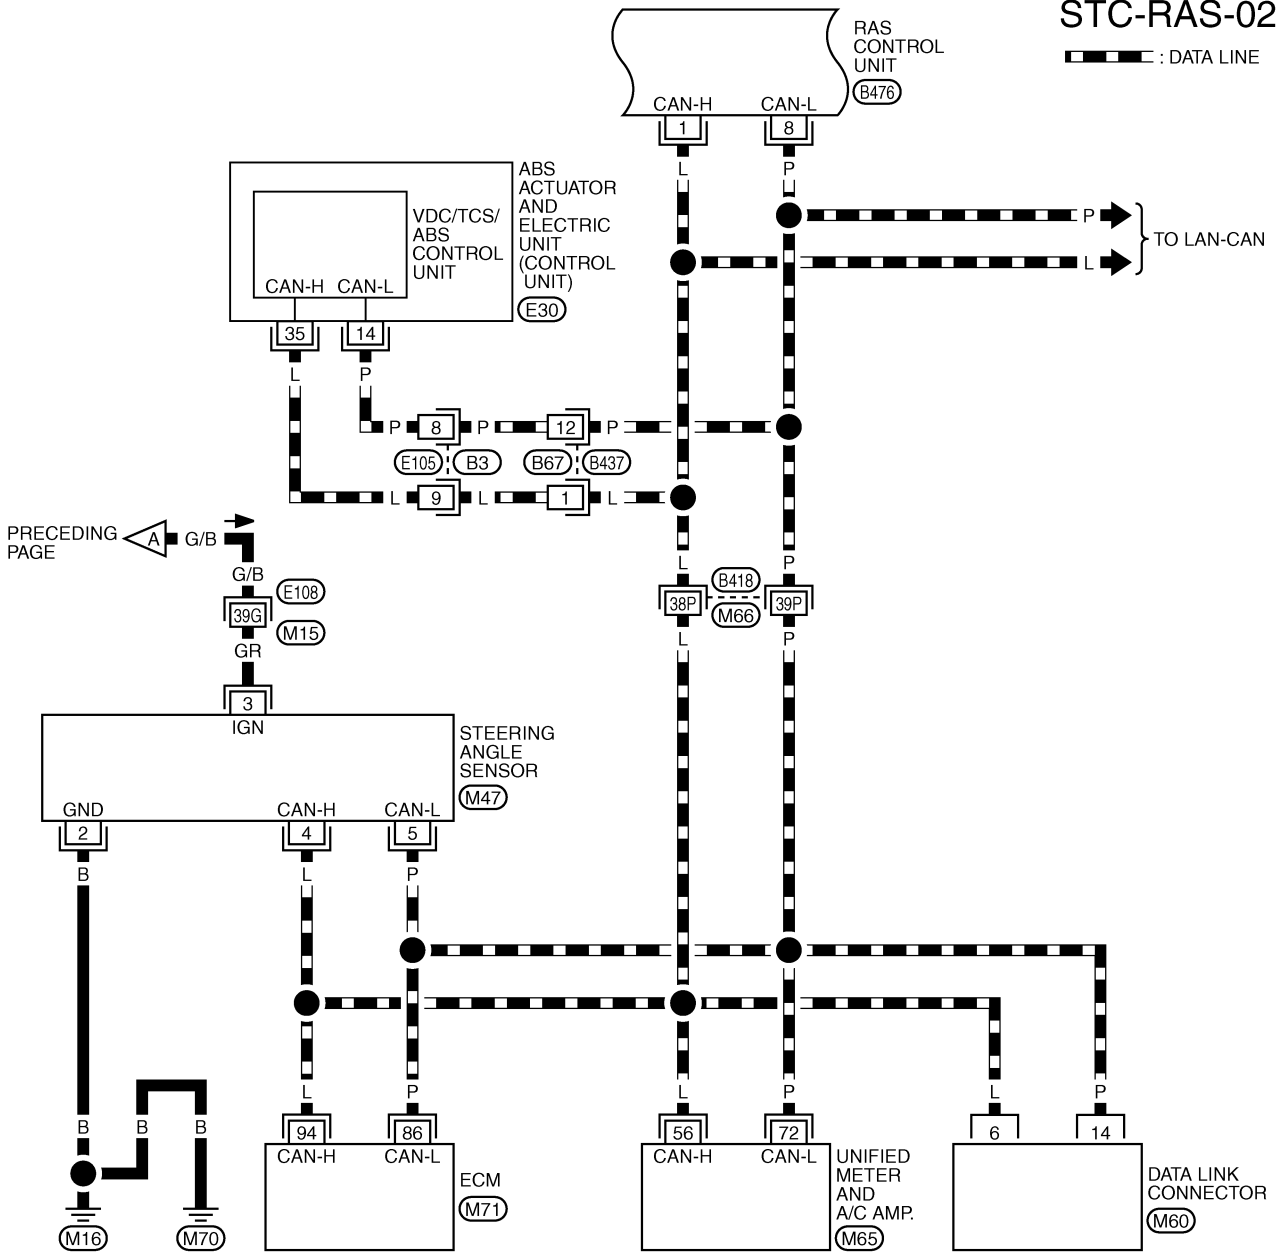 STC-RAS-02
: DATA LINE
RAS
CONTROL
UNIT
B476
CAN-H CAN-L
1 8
L P
P
L
TO LAN-CAN
ABS
ACTUATOR
AND
ELECTRIC
UNIT
(CONTROL
UNIT)
E30
VDC/TCS/
ABS
CONTROL
UNIT
CAN-H CAN-L
35 14
L P
P 8 P 12 P
E105 B3 B67 B437
L 9 L 1 L
PRECEDING
PAGE
A G/B
G/B
E108
39G
M15
GR
3
IGN
L P
B418
38P 39P
M66
L P
STEERING
ANGLE
SENSOR
M47
GND CAN-H CAN-L
2 4 5
B L P
L P L P L P
B B B
94 86 56 72 6 14
CAN-H CAN-L CAN-H CAN-L
ECM
M71
UNIFIED
METER
AND
A/C AMP.
M65
DATA LINK
CONNECTOR
M60
M16 M70